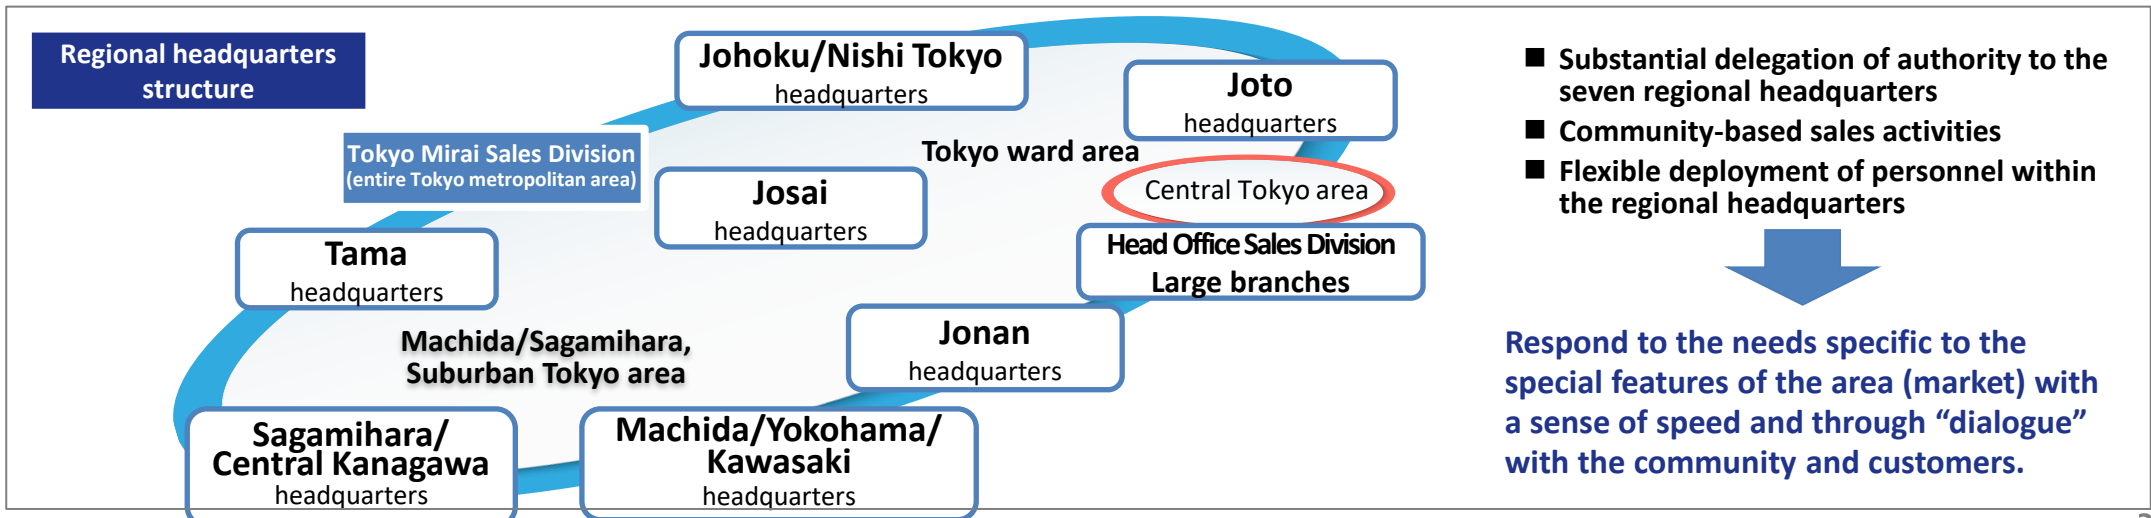 Regional headquarters
structure
Johoku/Nishi Tokyo
headquarters
Joto
headquarters
Tokyo Mirai Sales Division
(entire Tokyo metropolitan area)
Tokyo ward area
Josai
headquarters
Central Tokyo area
Tama
headquarters
Head Office Sales Division
Large branches
Machida/Sagamihara,
Suburban Tokyo area
Jonan
headquarters
Sagamihara/
Central Kanagawa
headquarters
Machida/Yokohama/
Kawasaki
headquarters
■ Substantial delegation of authority to the
seven regional headquarters
■ Community-based sales activities
■ Flexible deployment of personnel within
the regional headquarters
Respond to the needs specific to the
special features of the area (market) with
a sense of speed and through “dialogue”
with the community and customers.